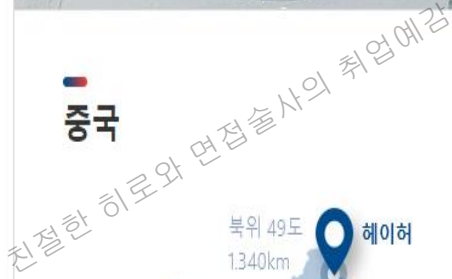 중국
친절한 히로와 면접술사의 취업예감
북위 49도
1.340km
헤이허